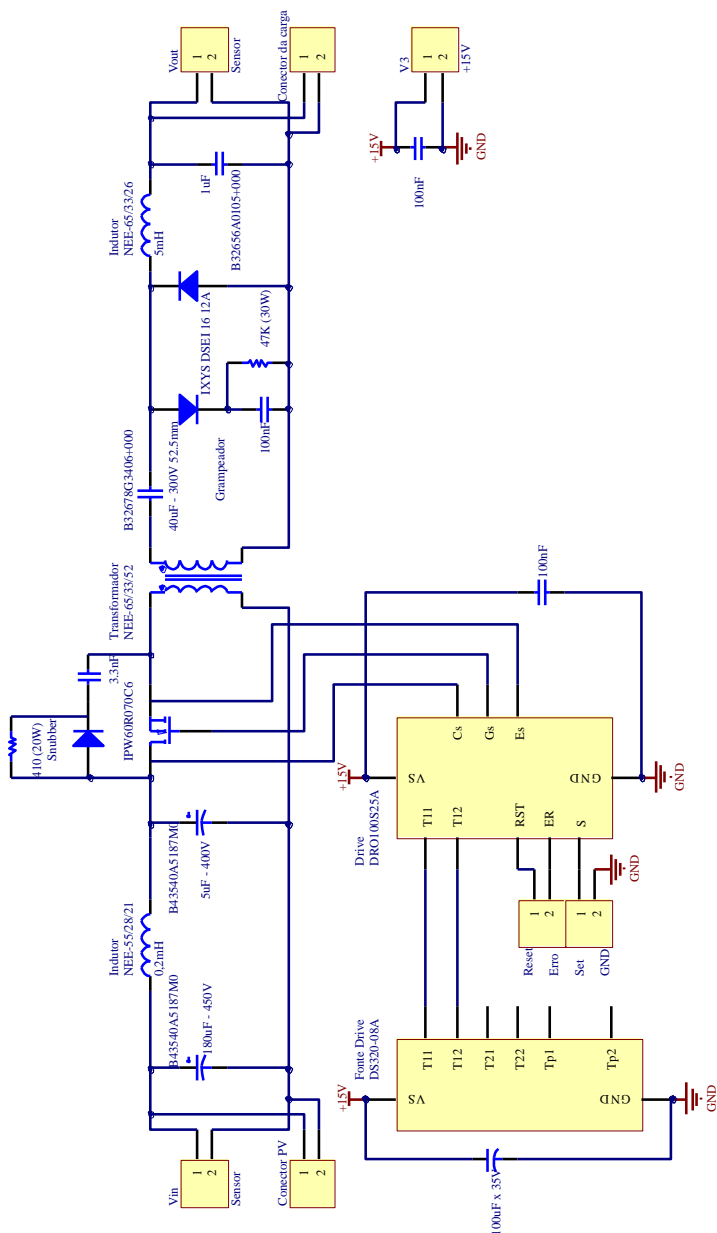 Vin
1
2
Sensor
Conector PV
1
2
B43540A5187M0
180uF - 450V
Indutor
NEE-55/28/21
0,2mH
B43540A5187M0
5uF - 400V
410 (20W)
Snubber
3.3nF
IPW60R070C6
Transformador
NEE-65/33/52
B32678G3406+000
40uF - 300V 52.5mm
Grampeador
100nF
47K (30W)
IXYS DSEI 16 12A
Indutor
NEE-65/33/26
5mH
1uF
B32656A0105+000
Vout
1
2
Sensor
Conector da carga
1
2
Fonte Drive
DS320-08A
+15V
VS
T11
T12
T21
T22
Tp1
Tp2
GND
GND
100uF x 35V
Reset
Erro
Set
GND
1
2
1
2
GND
Drive
DRO100S25A
+15V
VS
T11
T12
RST
ER
S
Cs
Gs
Es
GND
GND
100nF
+15V
100nF
GND
V3
1
2
+15V